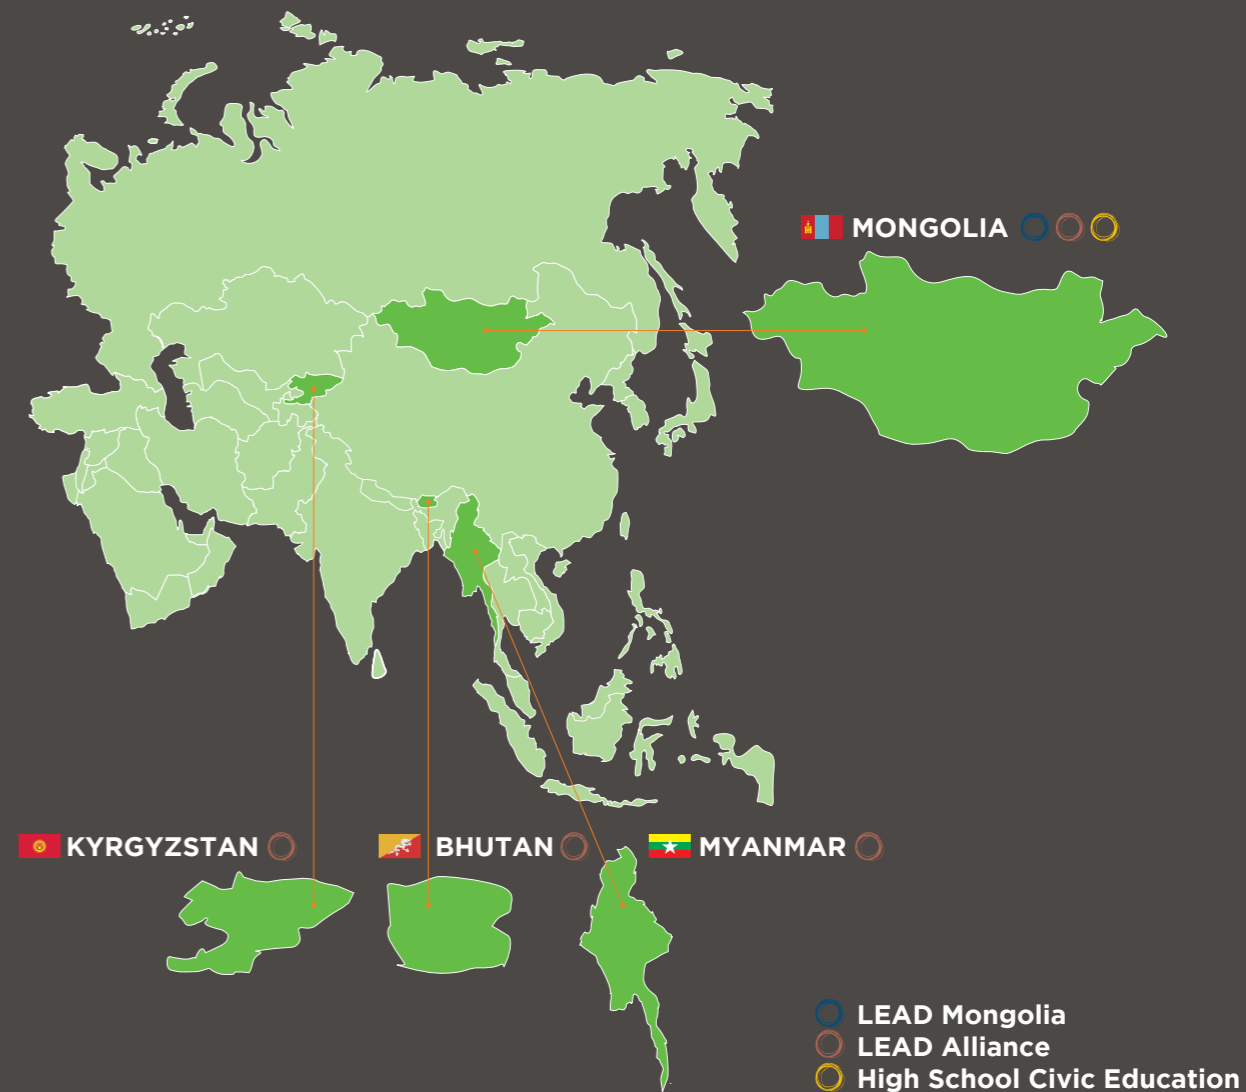 MONGOLIA
KYRGYZSTAN
BHUTAN
MYANMAR
LEAD Mongolia
LEAD Alliance
High School Civic Education